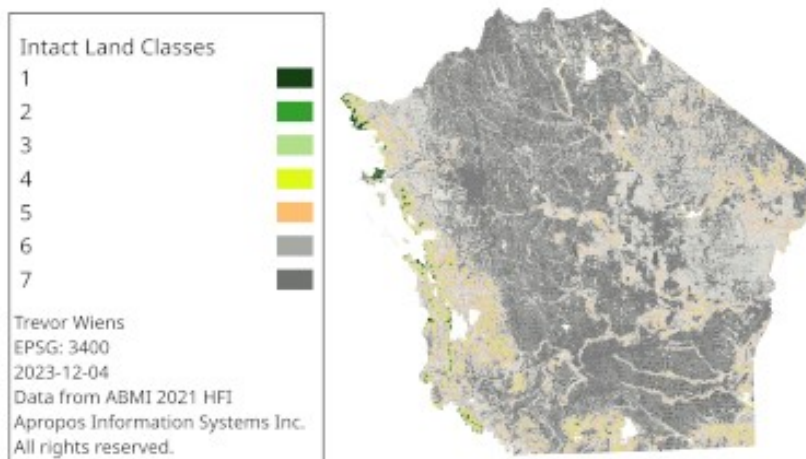 Intact Land Classes
1
2
3
4
5
6
7
Trevor Wiens
EPSG: 3400
2023-12-04
Data from ABMI 2021 HFI
Apropos Information Systems Inc.
All rights reserved.